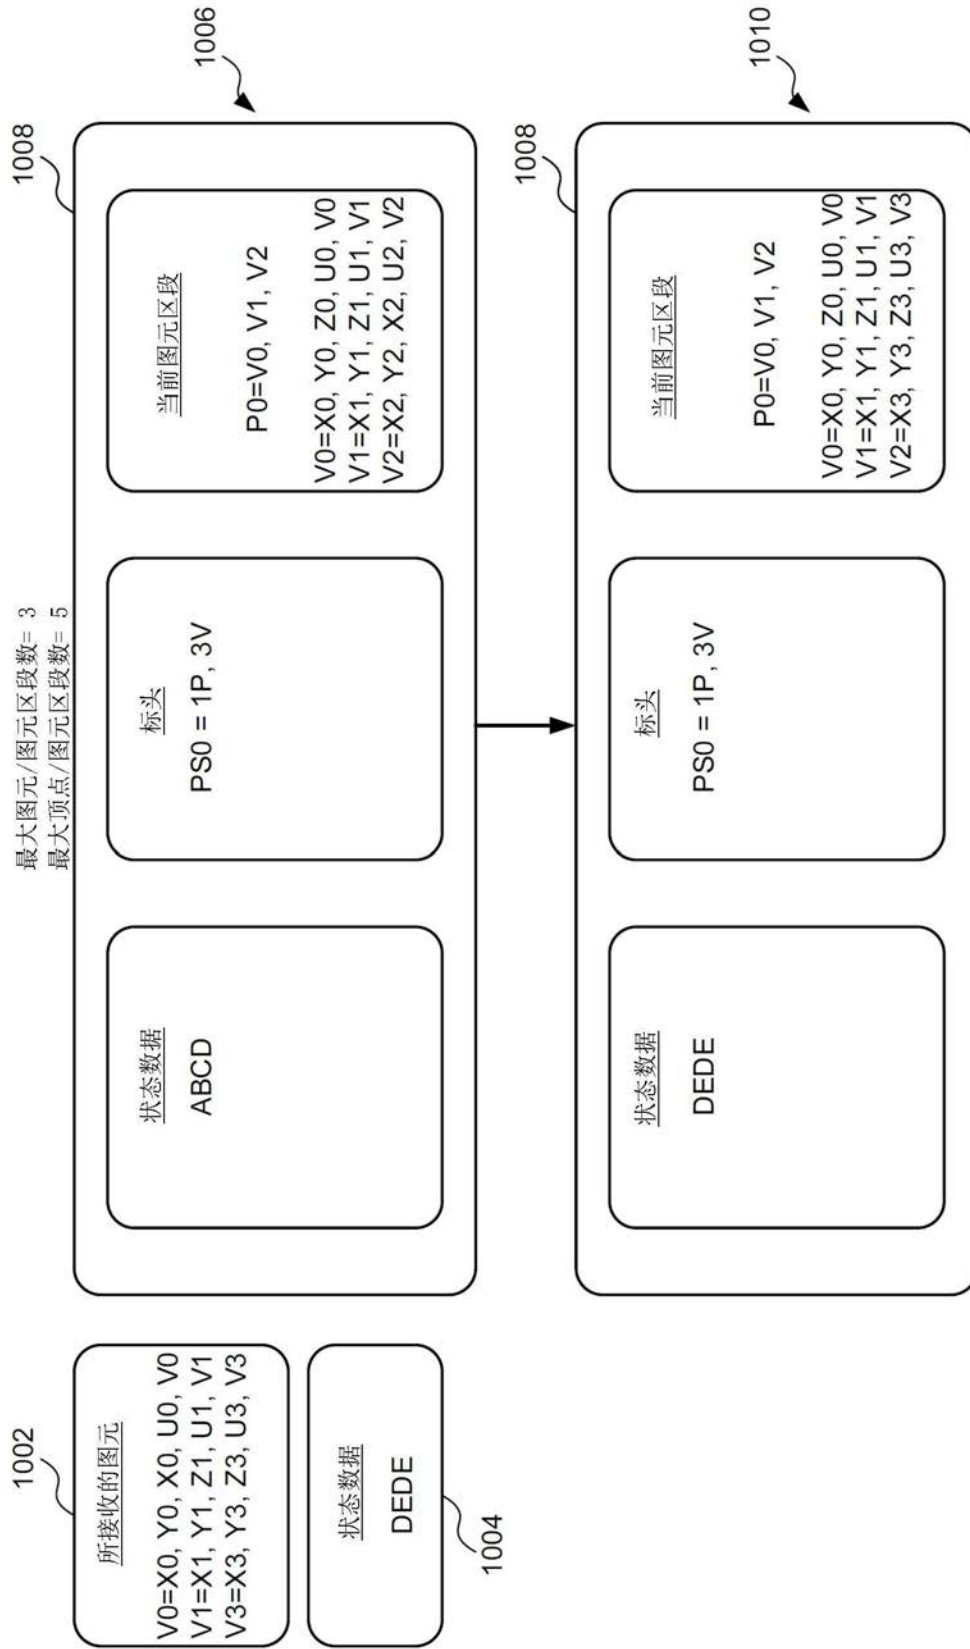 最大图元/图元区段数= 3
最大顶点/图元区段数= 5
1002
所接收的图元
V0=X0, Y0, X0, U0, V0
V1=X1, Y1, Z1, U1, V1
V3=X3, Y3, Z3, U3, V3
状态数据
DEDE
1004
1008
1006
状态数据
ABCD
标头
PS0 = 1P, 3V
当前图元区段
P0=V0, V1, V2
V0=X0, Y0, Z0, U0, V0
V1=X1, Y1, Z1, U1, V1
V2=X2, Y2, X2, U2, V2
1008
1010
状态数据
DEDE
标头
PS0 = 1P, 3V
当前图元区段
P0=V0, V1, V2
V0=X0, Y0, Z0, U0, V0
V1=X1, Y1, Z1, U1, V1
V2=X3, Y3, Z3, U3, V3